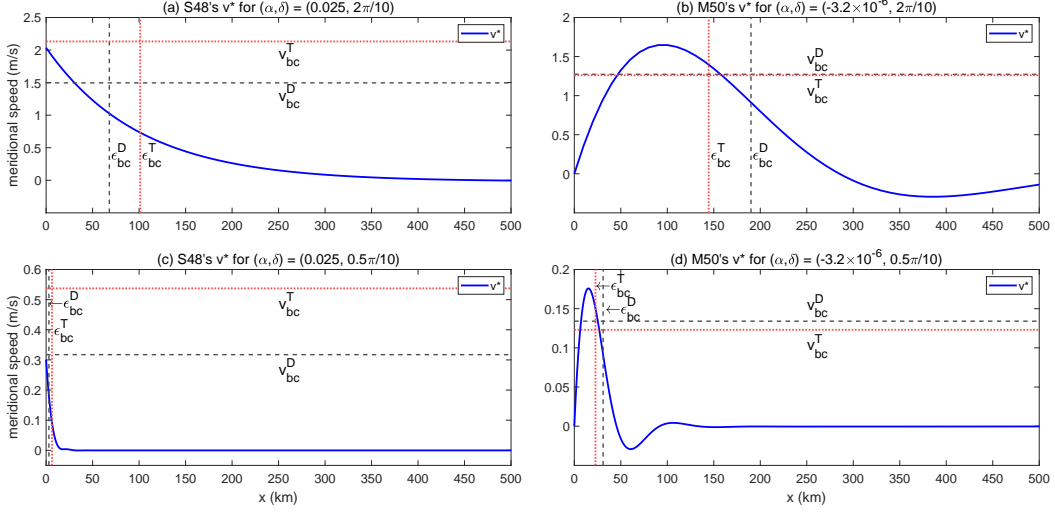 (a) S48's v* for (α,δ) = (0.025, 2π/10)
meridional speed (m/s)
2.5
2
1.5
1
0.5
0
v*
v_bc^T
v_bc^D
ϵ_bc^D
ϵ_bc^T
0 50 100 150 200 250 300 350 400 450 500
(b) M50's v* for (α,δ) = (-3.2×10^-6, 2π/10)
2
1.5
1
0.5
0
-0.5
v*
v_bc^D
v_bc^T
ϵ_bc^T
ϵ_bc^D
0 50 100 150 200 250 300 350 400 450 500
(c) S48's v* for (α,δ) = (0.025, 0.5π/10)
meridional speed (m/s)
0.6
0.5
0.4
0.3
0.2
0.1
0
v*
←ϵ_bc^D
ϵ_bc^T
v_bc^T
v_bc^D
0 50 100 150 200 250 300 350 400 450 500
x (km)
(d) M50's v* for (α,δ) = (-3.2×10^-6, 0.5π/10)
0.2
0.15
0.1
0.05
0
v*
←ϵ_bc^T
←ϵ_bc^D
v_bc^D
v_bc^T
0 50 100 150 200 250 300 350 400 450 500
x (km)